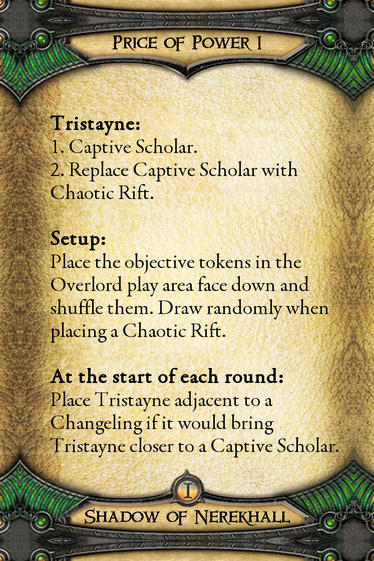 Price of Power 1
Tristayne:
1. Captive Scholar.
2. Replace Captive Scholar with
Chaotic Rift.
Setup:
Place the objective tokens in the
Overlord play area face down and
shuffle them. Draw randomly when
placing a Chaotic Rift.
At the start of each round:
Place Tristayne adjacent to a
Changeling if it would bring
Tristayne closer to a Captive Scholar.
I
Shadow of Nerekhall